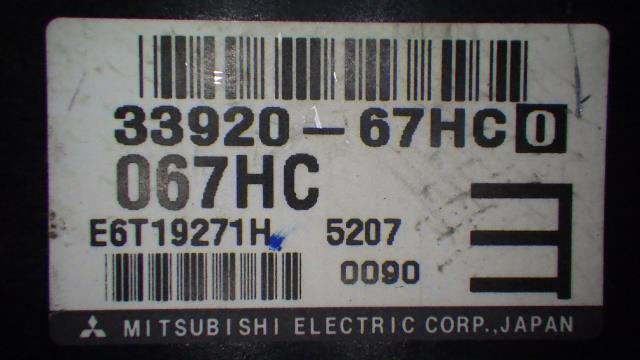 33920-67HC 0
067HC
E
E6T19271H 5207
0090
MITSUBISHI ELECTRIC CORP.,JAPAN